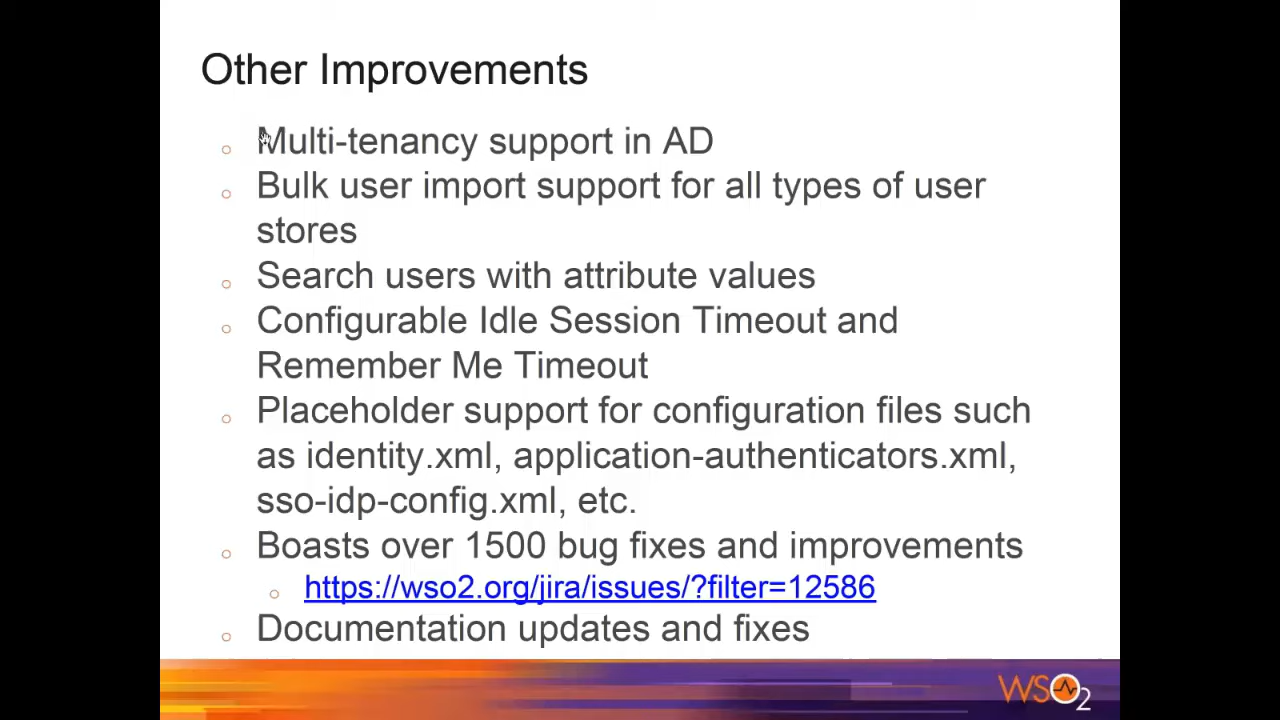 Other Improvements
Multi-tenancy support in AD
Bulk user import support for all types of user
stores
Search users with attribute values
Configurable Idle Session Timeout and
Remember Me Timeout
Placeholder support for configuration files such
as identity.xml, application-authenticators.xml,
sso-idp-config.xml, etc.
Boasts over 1500 bug fixes and improvements
https://wso2.org/jira/issues/?filter=12586
Documentation updates and fixes
WSO2